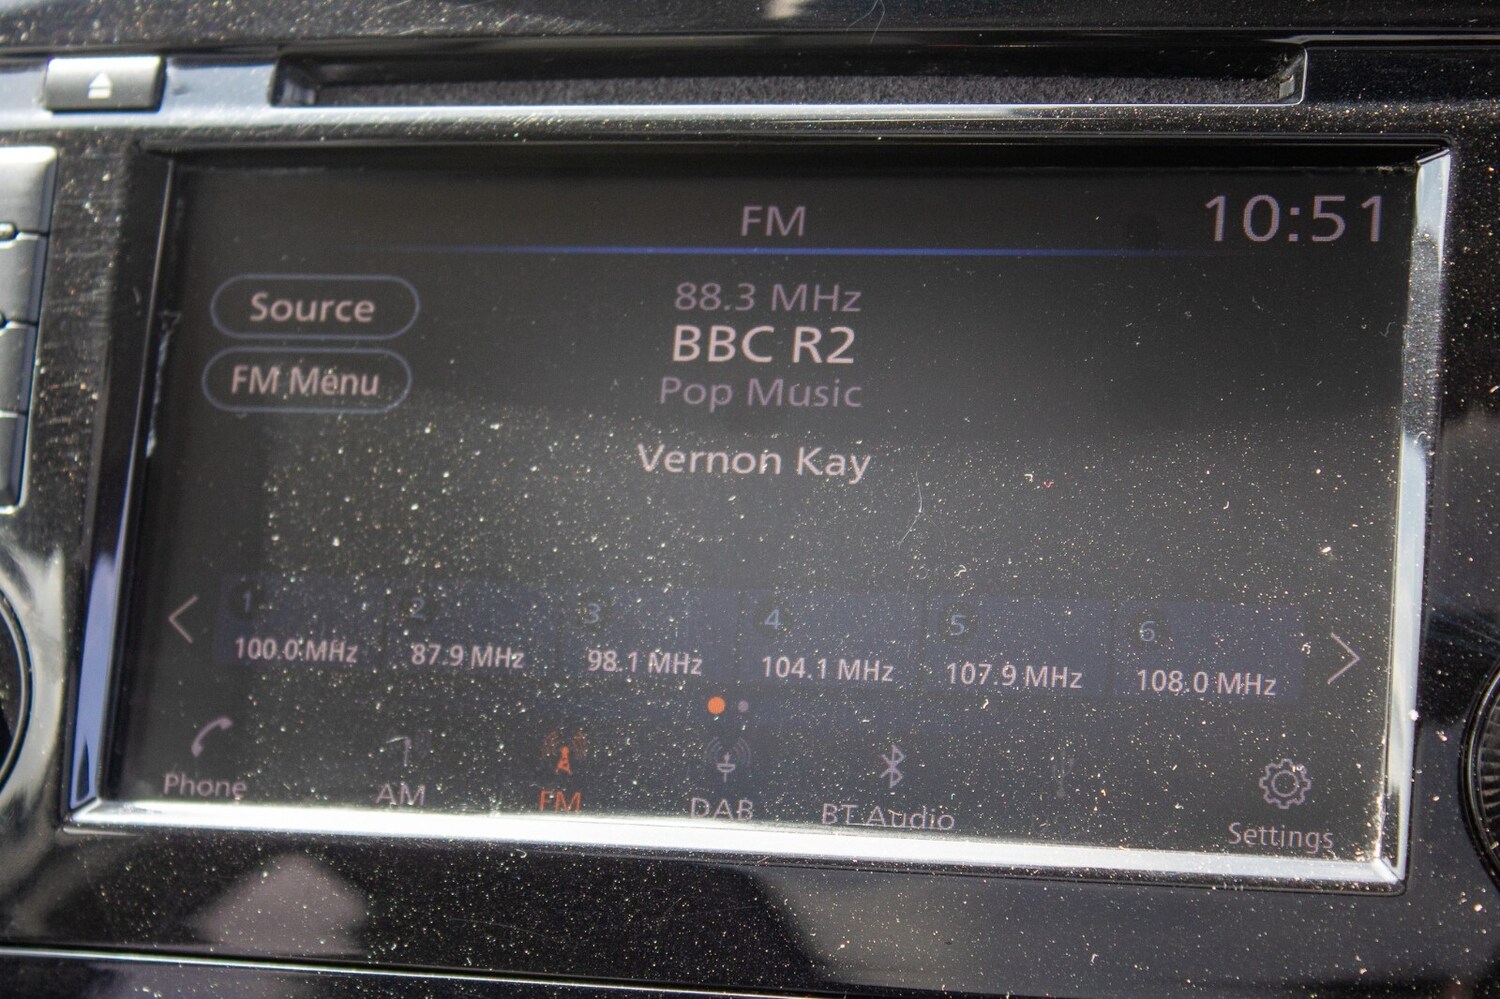 FM
10:51
Source
88.3 MHz
BBC R2
FM Menu
Pop Music
Vernon Kay
1 2 3 4 5 6
100.0 MHz 87.9 MHz 98.1 MHz 104.1 MHz 107.9 MHz 108.0 MHz
Phone AM FM DAB BT Audio Settings